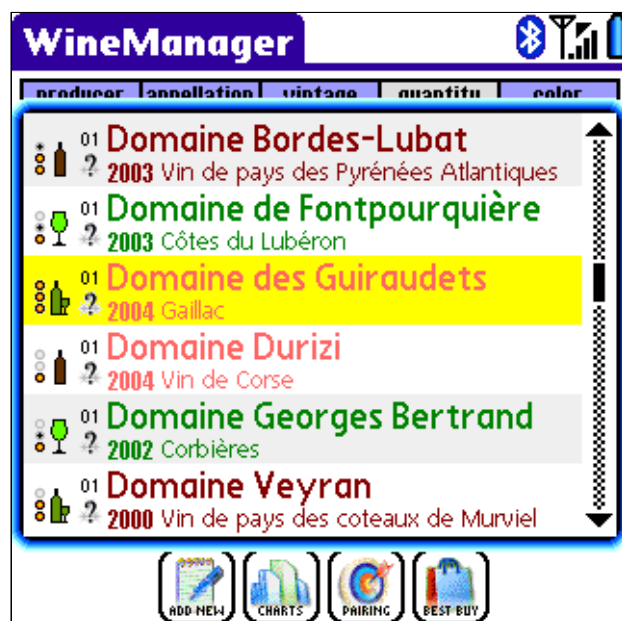 WineManager
producer appellation vintage quantity color
01 Domaine Bordes-Lubat
? 2003 Vin de pays des Pyrénées Atlantiques
01 Domaine de Fontpourquière
? 2003 Côtes du Lubéron
01 Domaine des Guiraudets
? 2004 Gaillac
01 Domaine Durizi
? 2004 Vin de Corse
01 Domaine Georges Bertrand
? 2002 Corbières
01 Domaine Veyran
? 2000 Vin de pays des coteaux de Murviel
ADD NEW CHARTS PAIRING BEST BUY